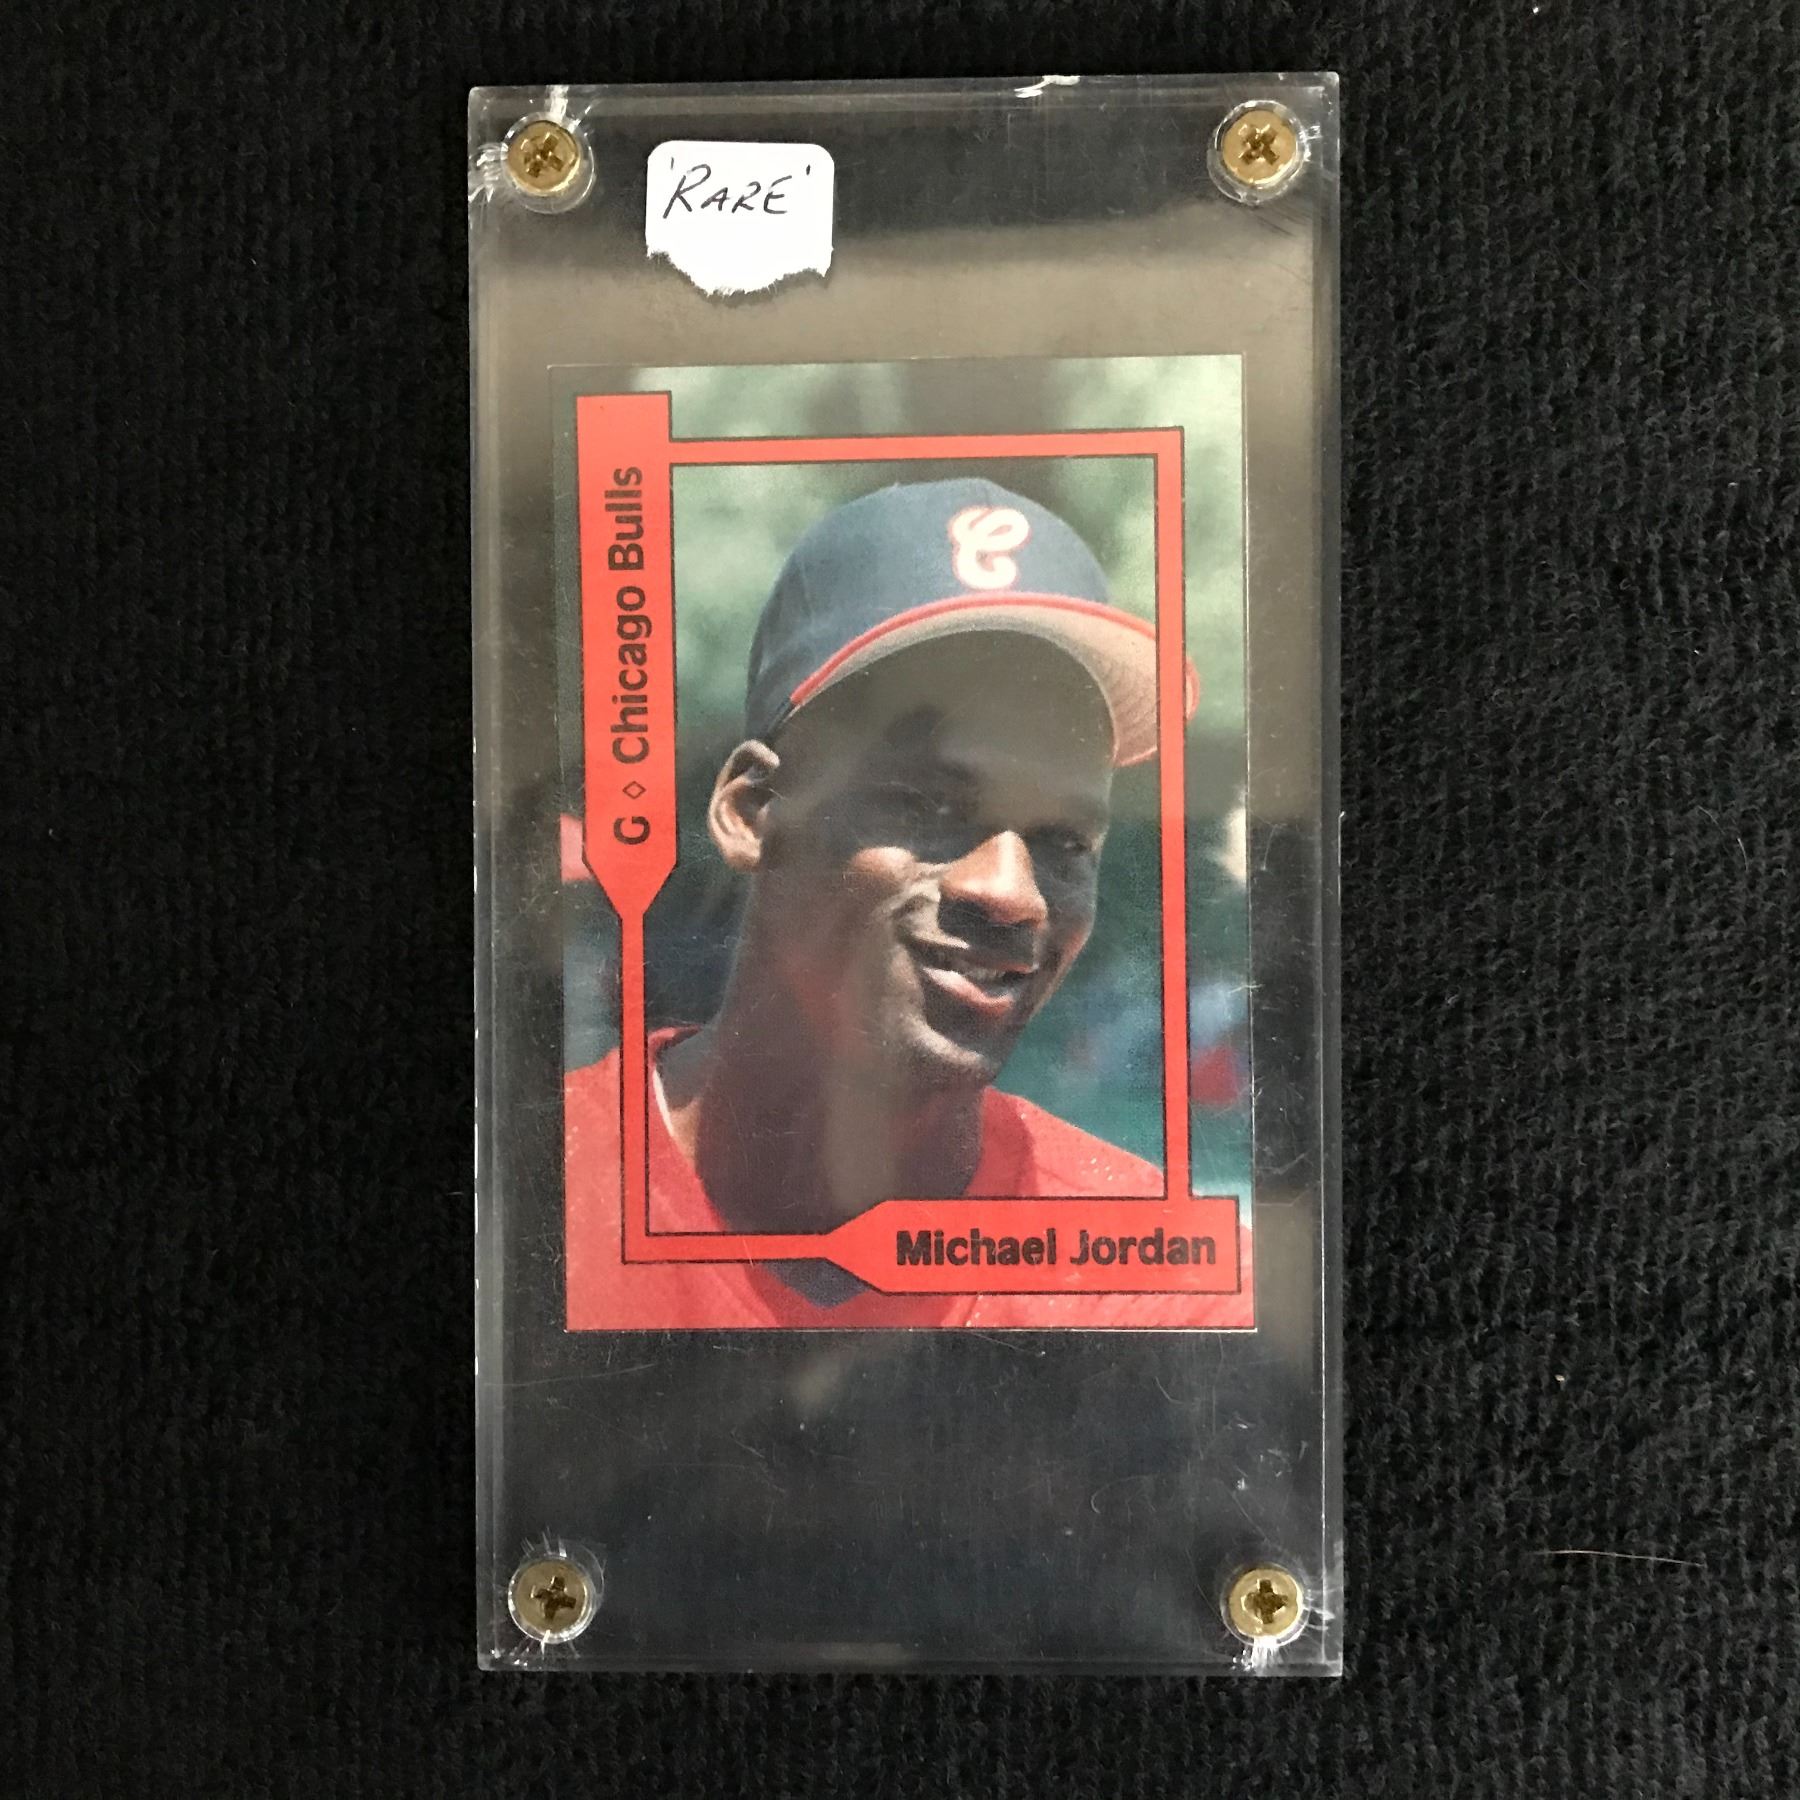 'RARE'
C
G ◇ Chicago Bulls
Michael Jordan